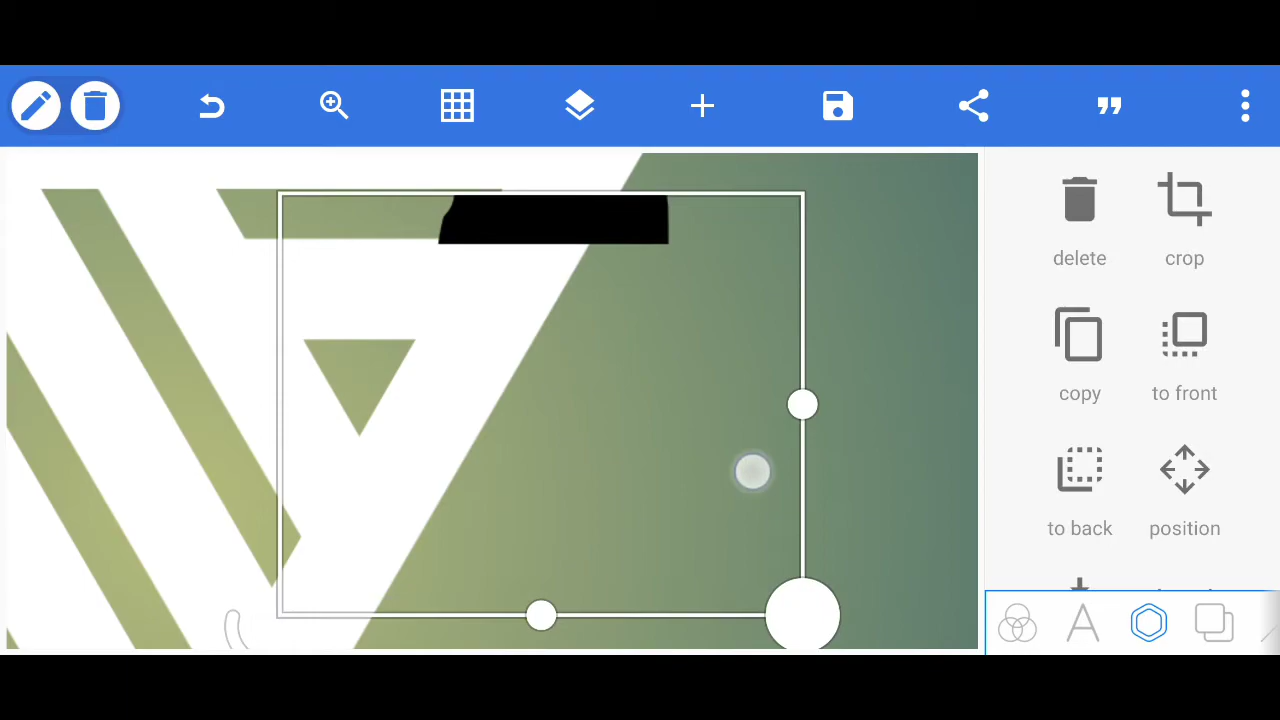 delete
crop
copy
to front
to back
position